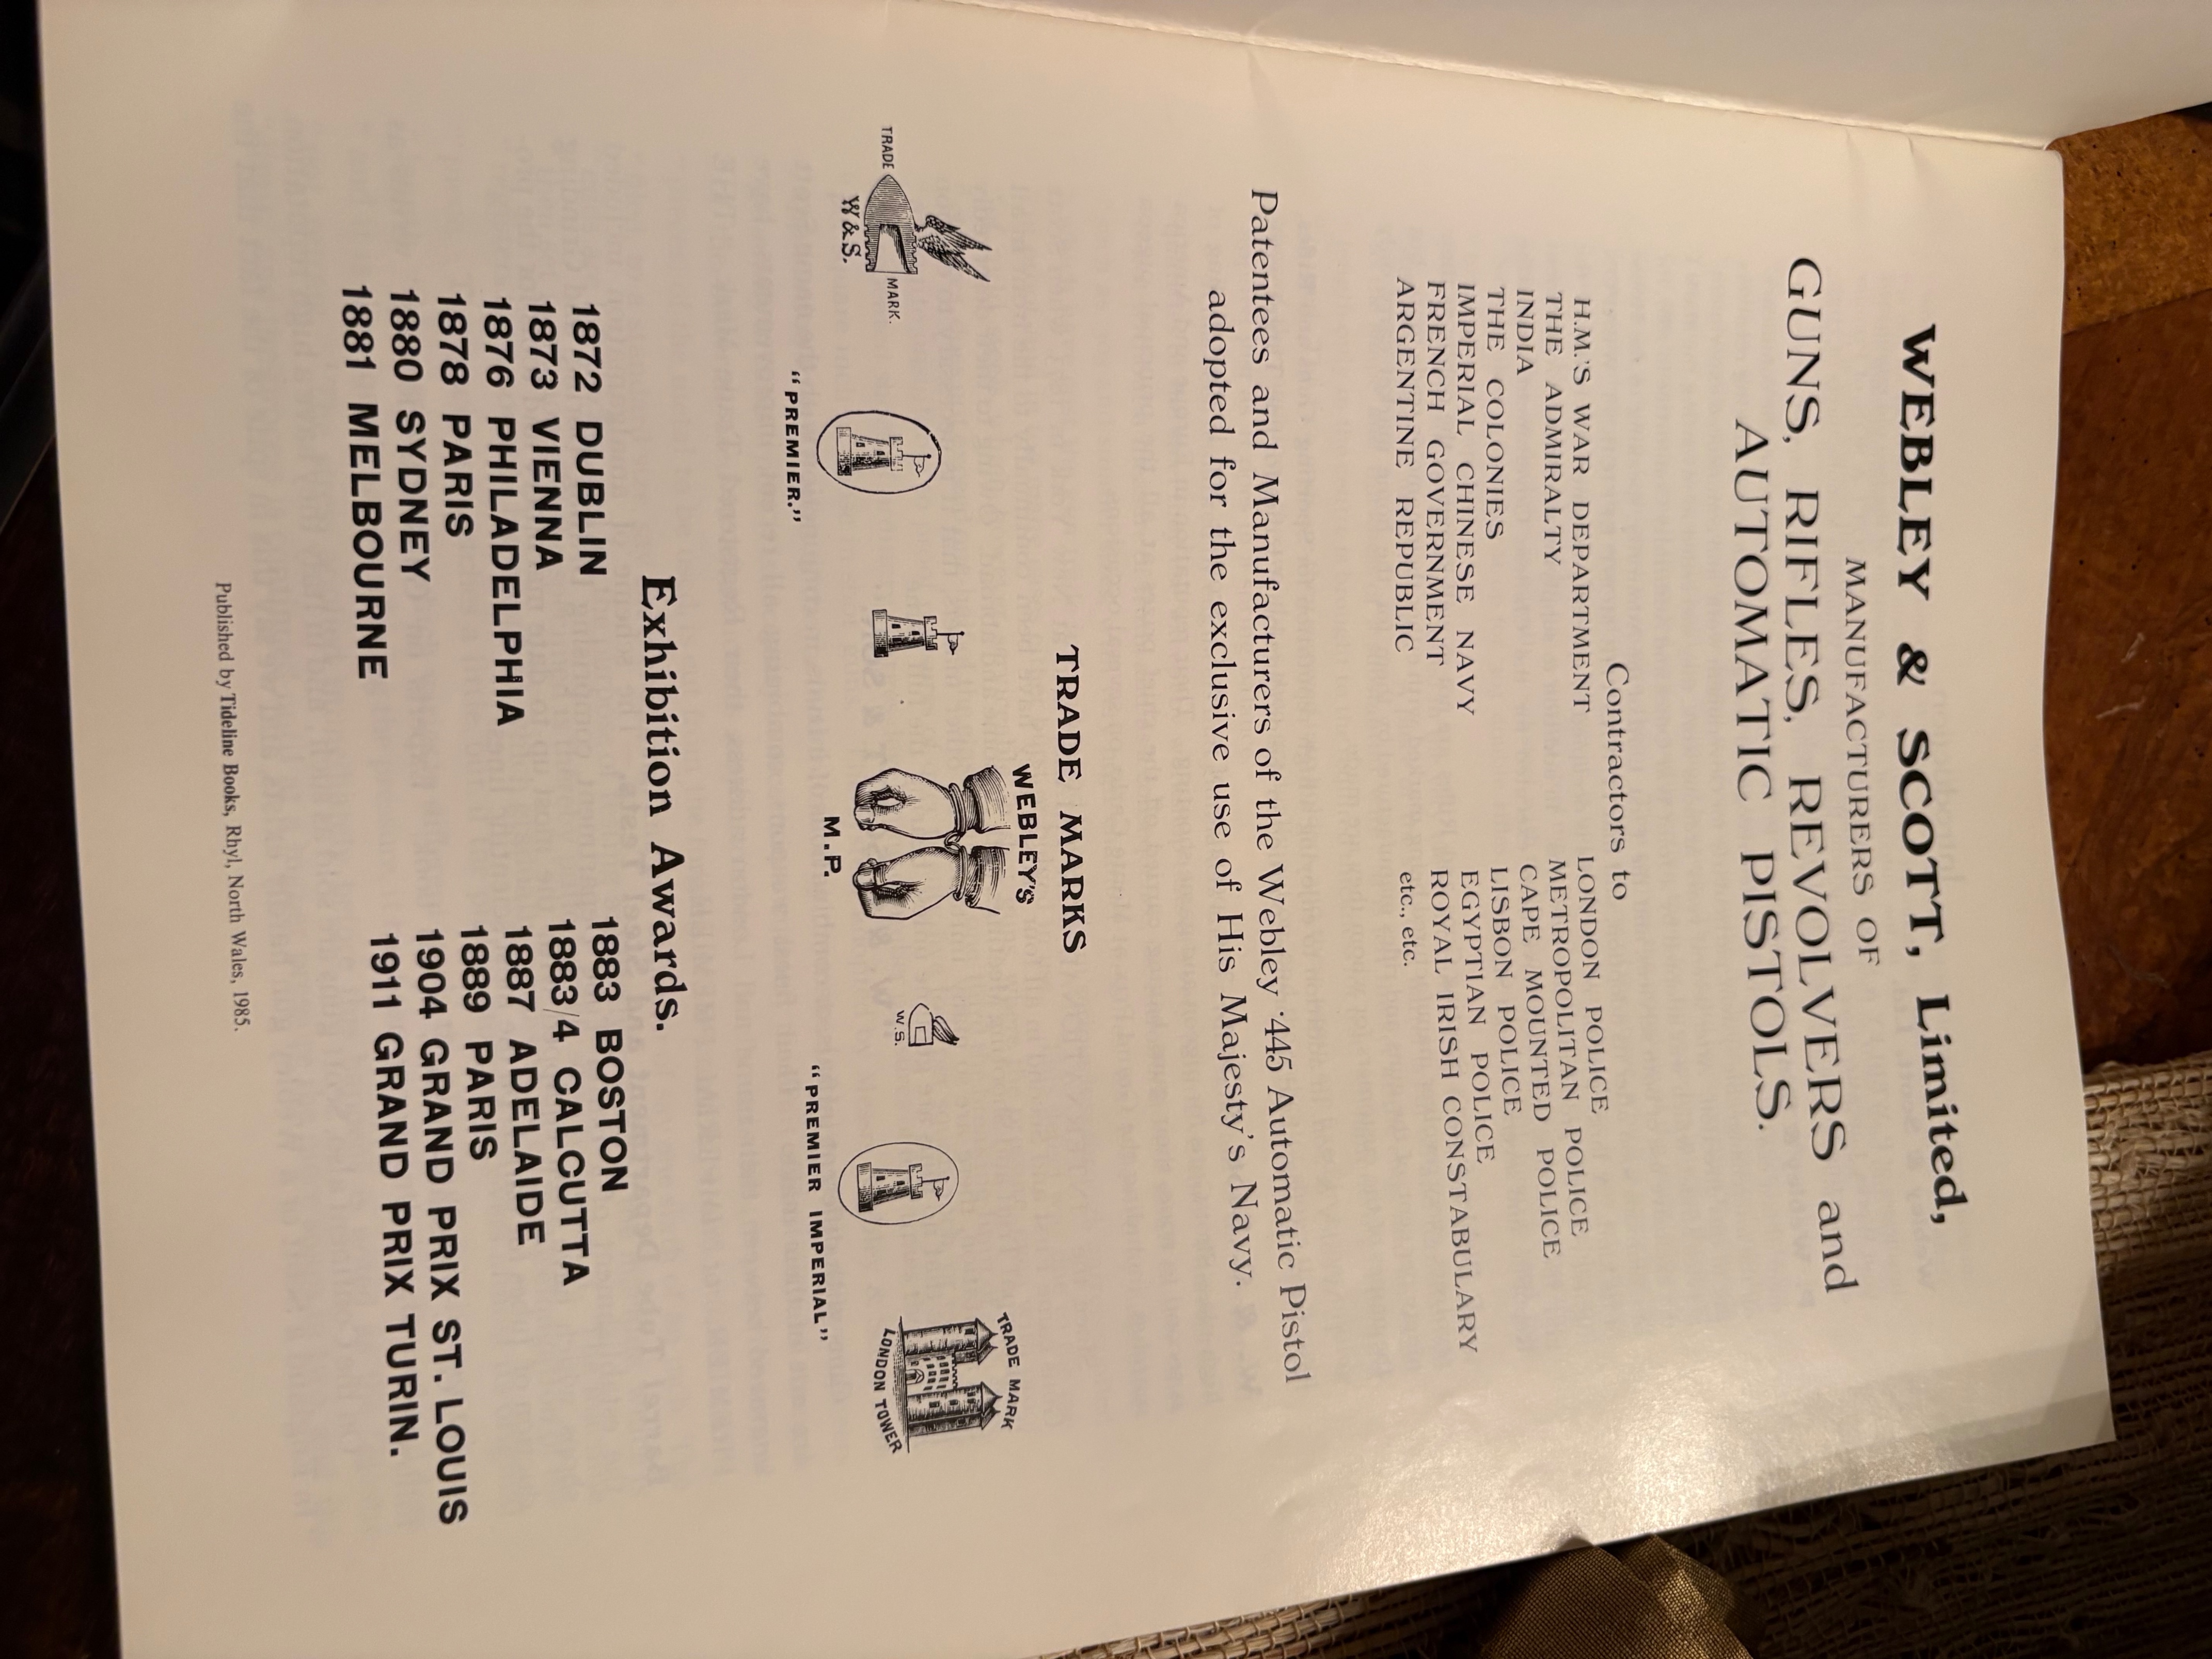 WEBLEY & SCOTT, Limited,
MANUFACTURERS OF
GUNS, RIFLES, REVOLVERS and
AUTOMATIC PISTOLS.
Contractors to
H.M.'S WAR DEPARTMENT
THE ADMIRALTY
INDIA
THE COLONIES
IMPERIAL CHINESE NAVY
FRENCH GOVERNMENT
ARGENTINE REPUBLIC
LONDON POLICE
METROPOLITAN POLICE
CAPE MOUNTED POLICE
LISBON POLICE
EGYPTIAN POLICE
ROYAL IRISH CONSTABULARY
etc., etc.
Patentees and Manufacturers of the Webley ·445 Automatic Pistol
adopted for the exclusive use of His Majesty's Navy.
TRADE MARKS
TRADE MARK.
W & S.
"PREMIER."
WEBLEY'S
M.P.
W.S.
"PREMIER IMPERIAL"
TRADE MARK
LONDON TOWER
Exhibition Awards.
1872 DUBLIN
1873 VIENNA
1876 PHILADELPHIA
1878 PARIS
1880 SYDNEY
1881 MELBOURNE
1883 BOSTON
1883/4 CALCUTTA
1887 ADELAIDE
1889 PARIS
1904 GRAND PRIX ST. LOUIS
1911 GRAND PRIX TURIN.
Published by Tideline Books, Rhyl, North Wales, 1985.